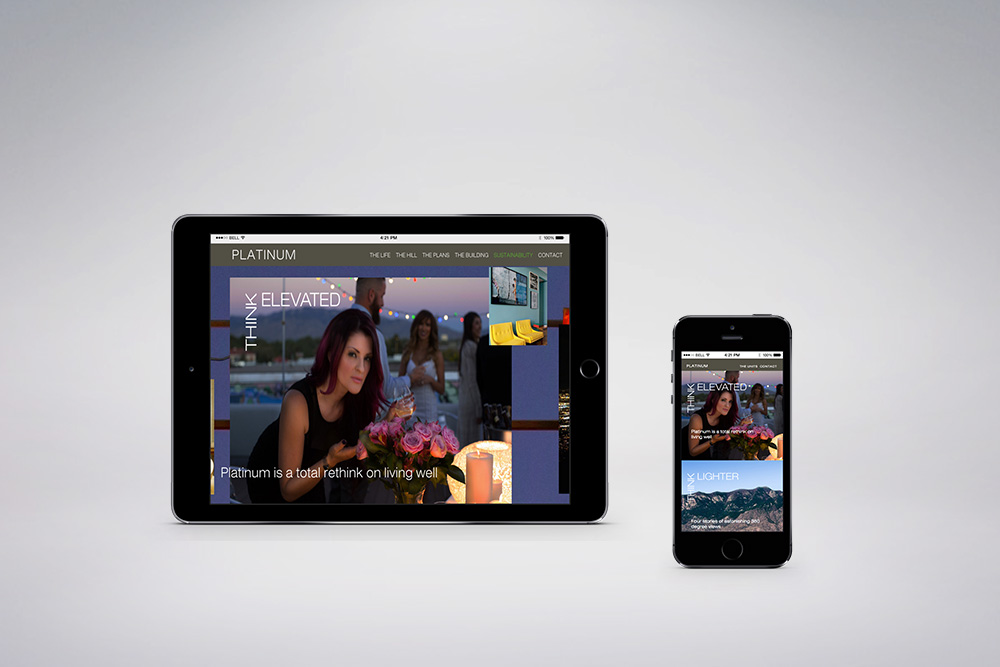 BELL
4:21 PM
100%
PLATINUM
THE LIFE THE HILL THE PLANS THE BUILDING SUSTAINABILITY CONTACT
THINK ELEVATED
Platinum is a total rethink on living well
BELL
4:21 PM
100%
PLATINUM
THE UNITS CONTACT
THINK ELEVATED
Platinum is a total rethink on
living well
THINK LIGHTER
Four stories of astonishing 360
degree views